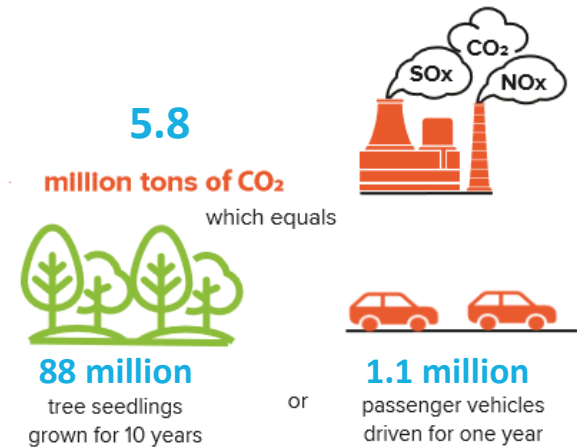 CO₂
SOx
NOx
5.8
million tons of CO₂
which equals
88 million
tree seedlings
grown for 10 years
or
1.1 million
passenger vehicles
driven for one year